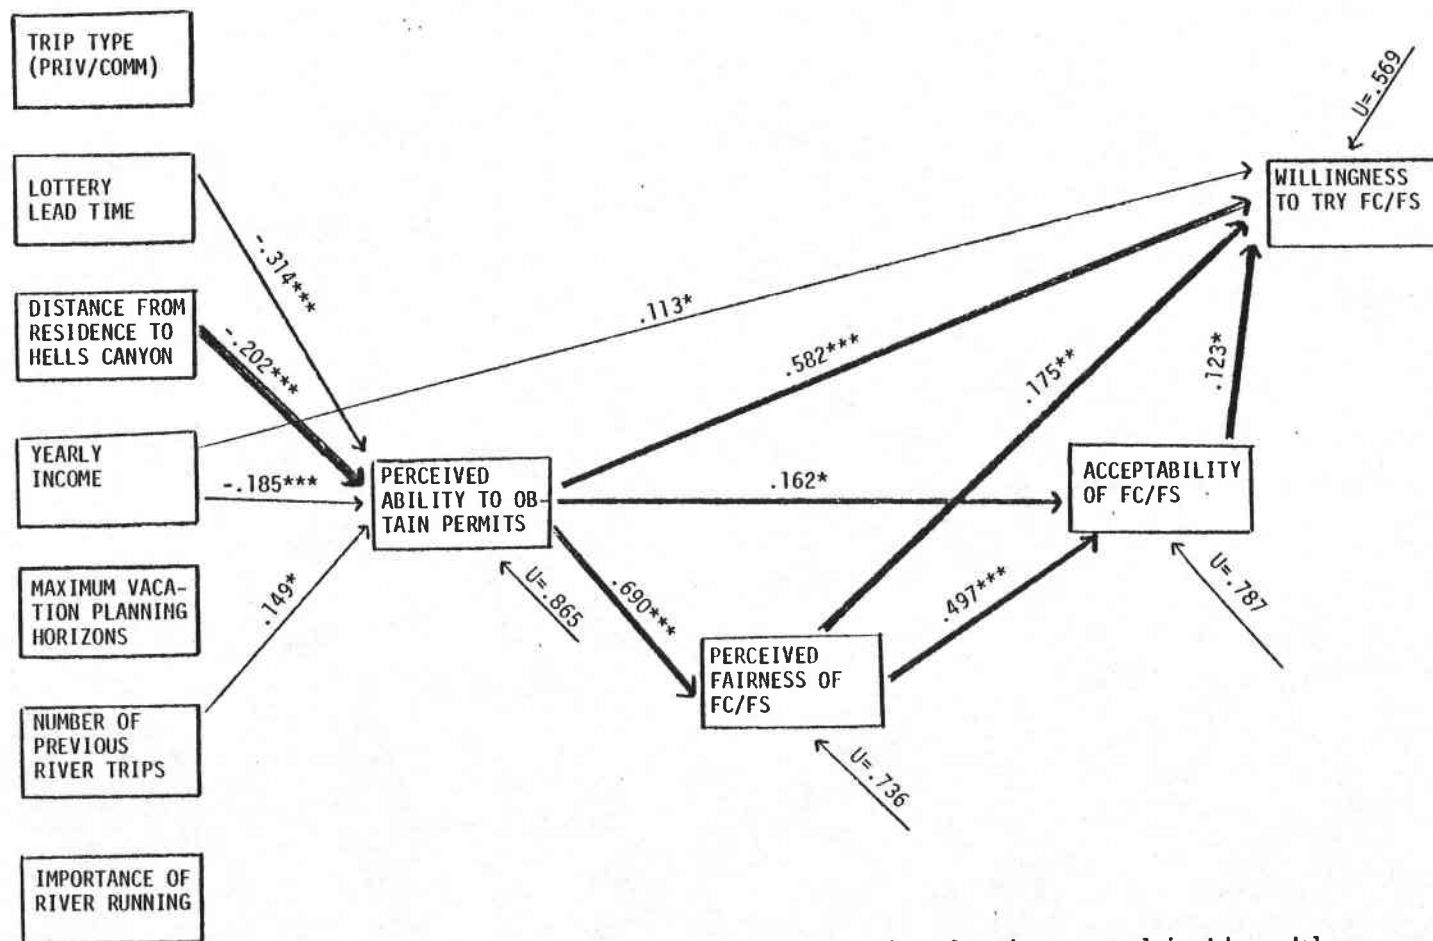 TRIP TYPE
(PRIV/COMM)
LOTTERY
LEAD TIME
DISTANCE FROM
RESIDENCE TO
HELLS CANYON
YEARLY
INCOME
MAXIMUM VACA-
TION PLANNING
HORIZONS
NUMBER OF
PREVIOUS
RIVER TRIPS
IMPORTANCE OF
RIVER RUNNING
-.314***
-.202***
-.185***
.149*
.113*
PERCEIVED
ABILITY TO OB-
TAIN PERMITS
U=.865
.582***
.162*
.690***
PERCEIVED
FAIRNESS OF
FC/FS
U=.736
.175**
.497***
ACCEPTABILITY
OF FC/FS
U=.787
.123*
WILLINGNESS
TO TRY FC/FS
U=.569